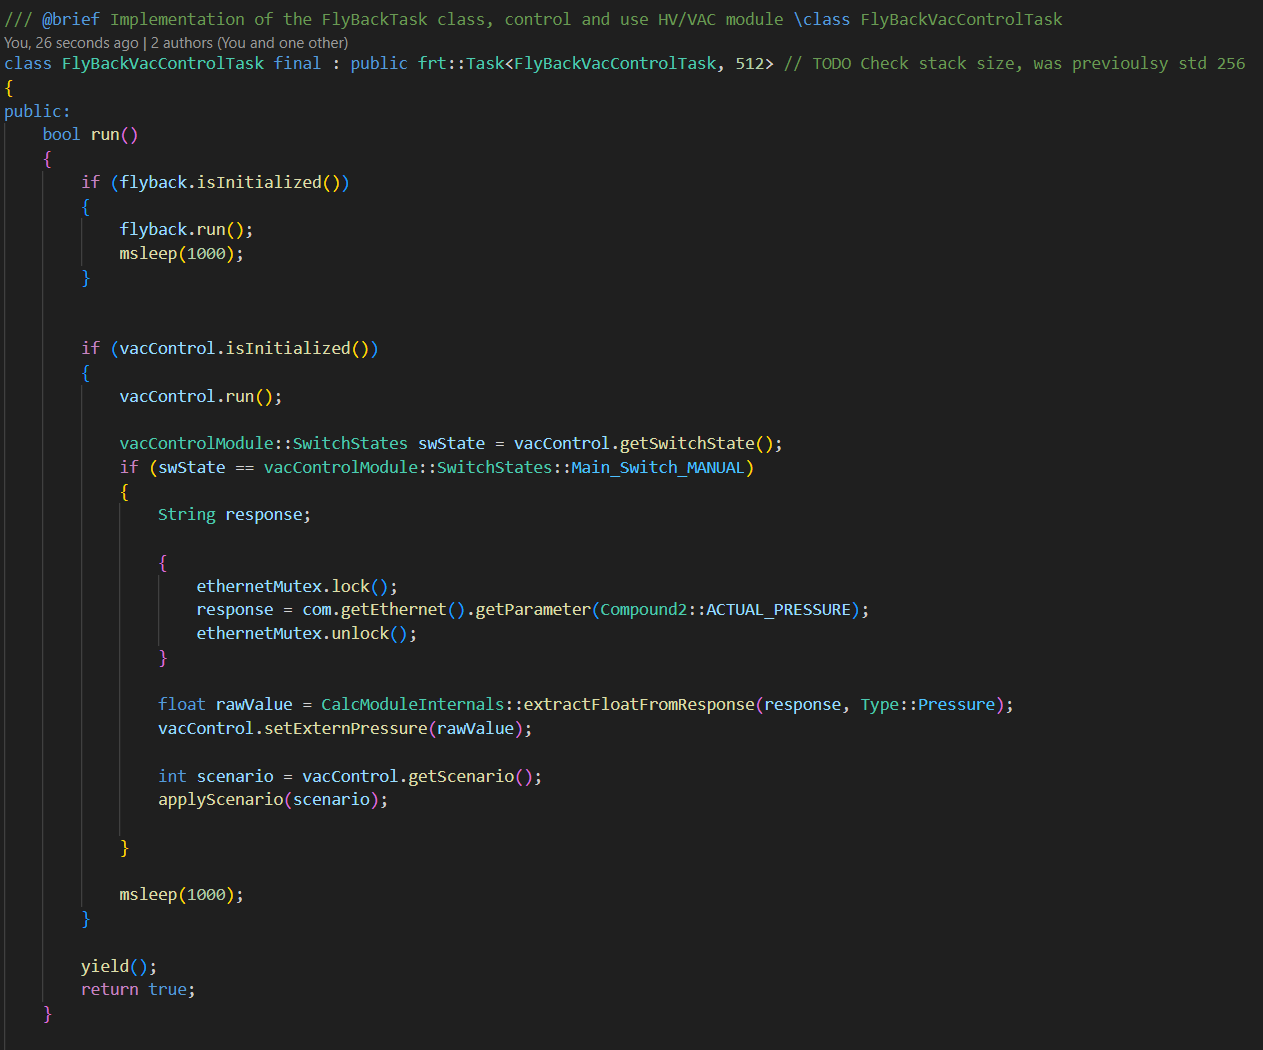 /// @brief Implementation of the FlyBackTask class, control and use HV/VAC module \class FlyBackVacControlTask
You, 26 seconds ago | 2 authors (You and one other)
class FlyBackVacControlTask final : public frt::Task<FlyBackVacControlTask, 512> // TODO Check stack size, was previoulsy std 256
{
public:
    bool run()
    {
        if (flyback.isInitialized())
        {
            flyback.run();
            msleep(1000);
        }
        if (vacControl.isInitialized())
        {
            vacControl.run();
            vacControlModule::SwitchStates swState = vacControl.getSwitchState();
            if (swState == vacControlModule::SwitchStates::Main_Switch_MANUAL)
            {
                String response;
                {
                    ethernetMutex.lock();
                    response = com.getEthernet().getParameter(Compound2::ACTUAL_PRESSURE);
                    ethernetMutex.unlock();
                }
                float rawValue = CalcModuleInternals::extractFloatFromResponse(response, Type::Pressure);
                vacControl.setExternPressure(rawValue);
                int scenario = vacControl.getScenario();
                applyScenario(scenario);
            }
            msleep(1000);
        }
        yield();
        return true;
    }